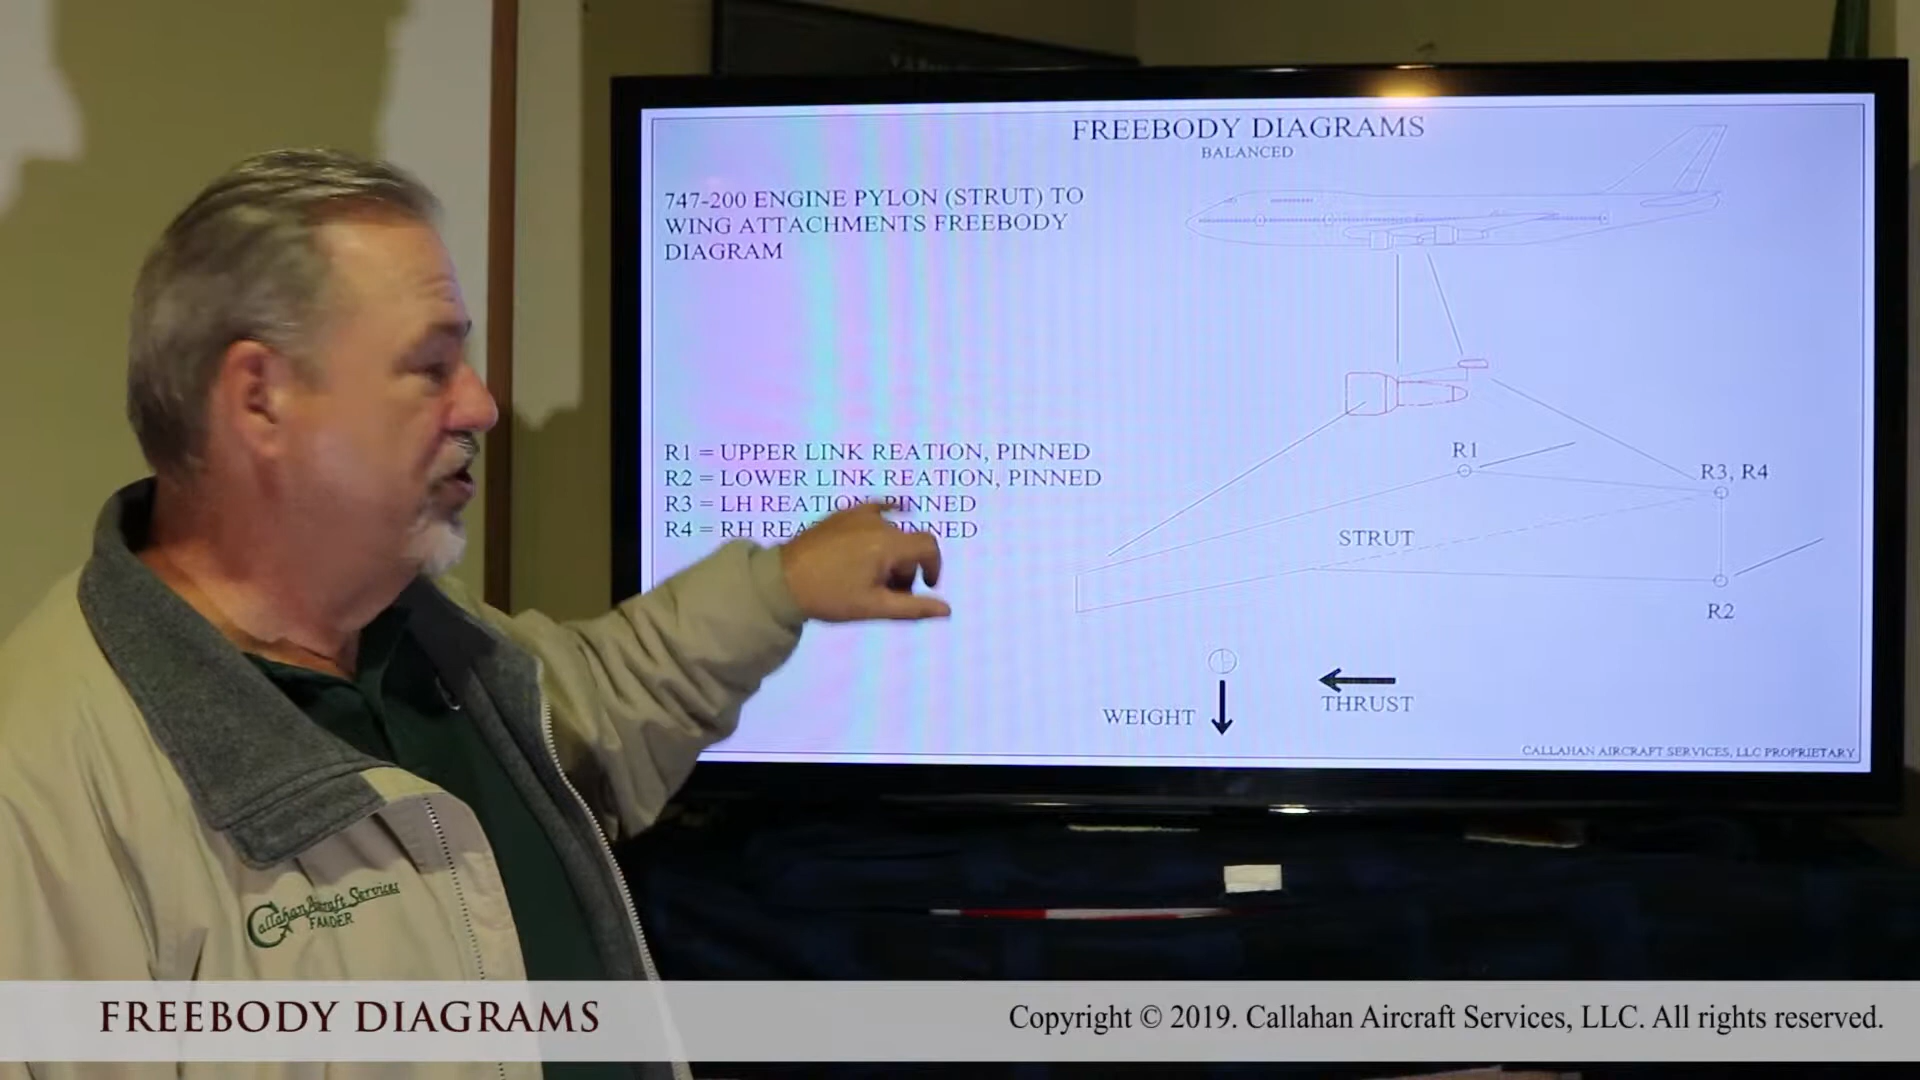 FREEBODY DIAGRAMS
BALANCED
747-200 ENGINE PYLON (STRUT) TO
WING ATTACHMENTS FREEBODY
DIAGRAM
R1 = UPPER LINK REATION, PINNED
R2 = LOWER LINK REATION, PINNED
R3 = LH REATION, PINNED
R4 = RH PINNED
R1
R3, R4
STRUT
R2
WEIGHT
THRUST
CALLAHAN AIRCRAFT SERVICES, LLC PROPRIETARY
Callahan Aircraft Services
FREEBODY DIAGRAMS
Copyright © 2019. Callahan Aircraft Services, LLC. All rights reserved.